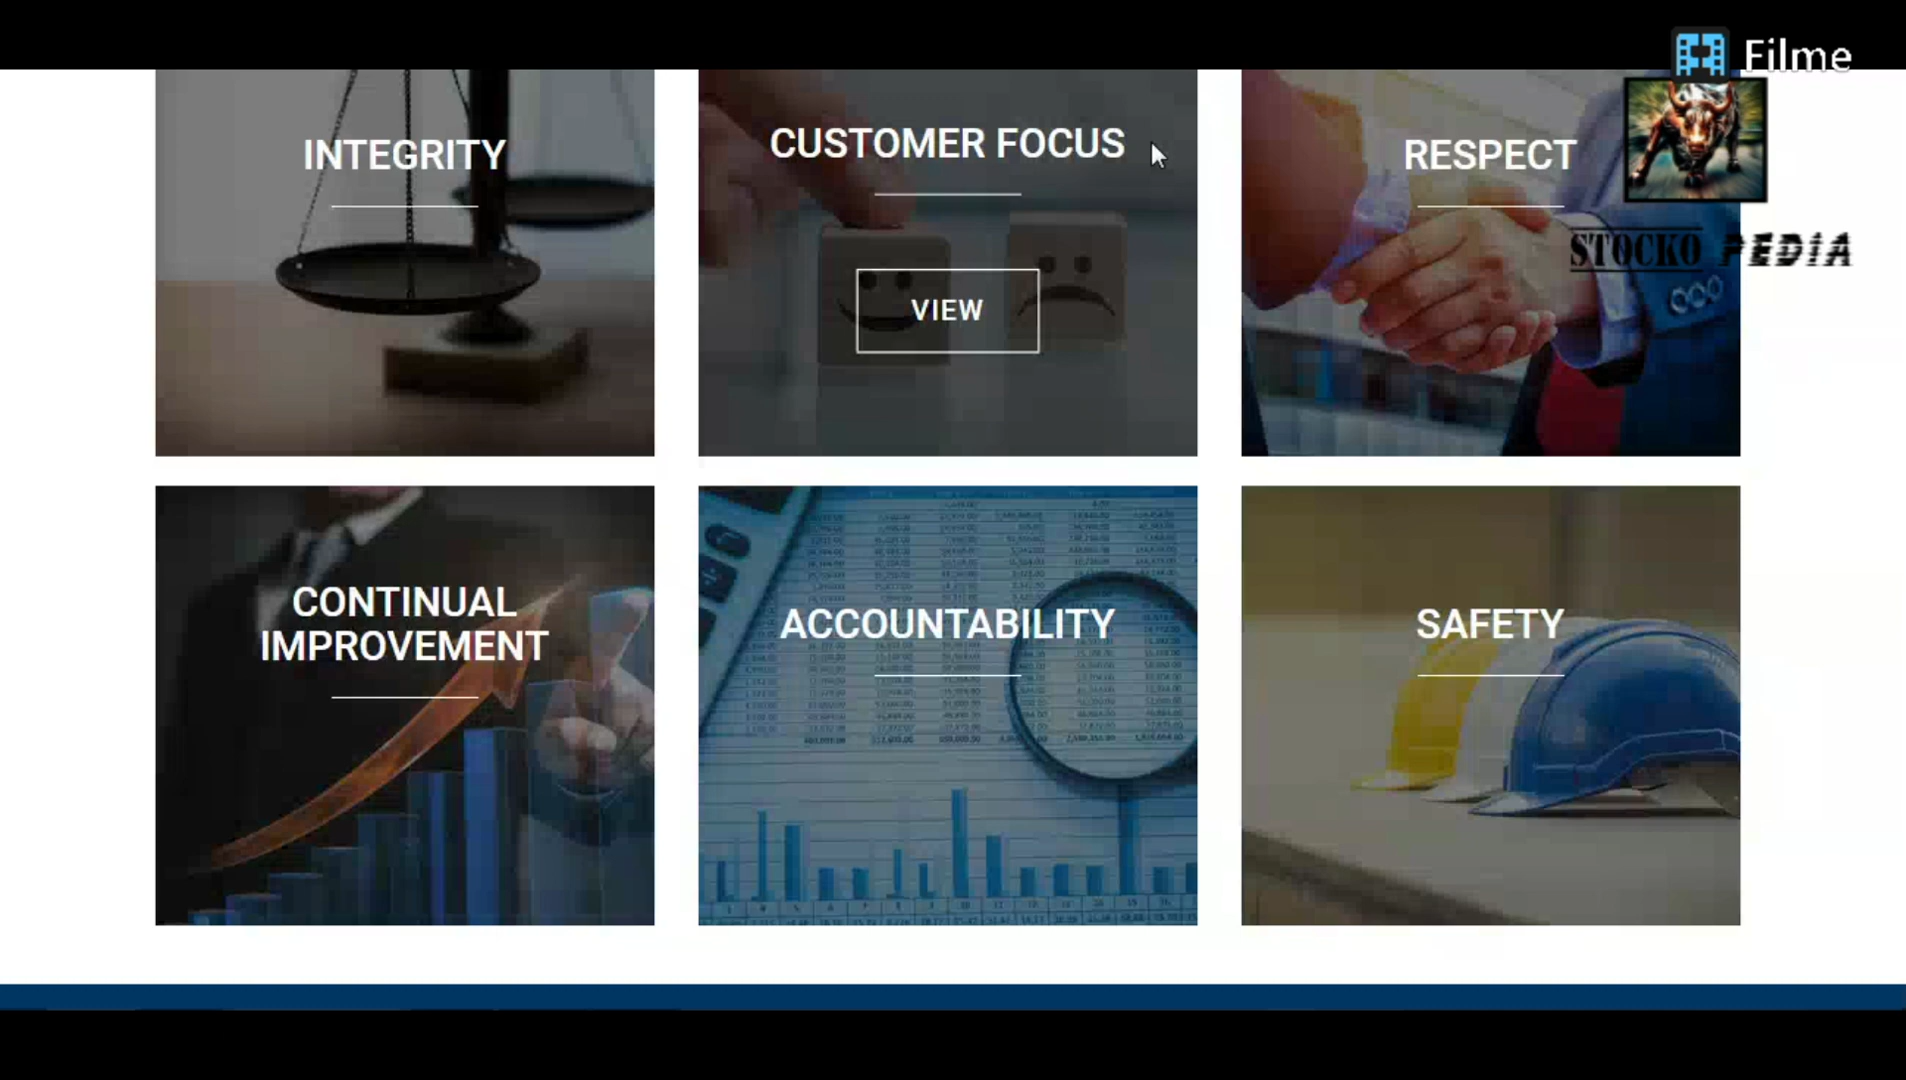 Filme
INTEGRITY
CUSTOMER FOCUS
RESPECT
STOCKO PEDIA
VIEW
CONTINUAL
IMPROVEMENT
ACCOUNTABILITY
SAFETY